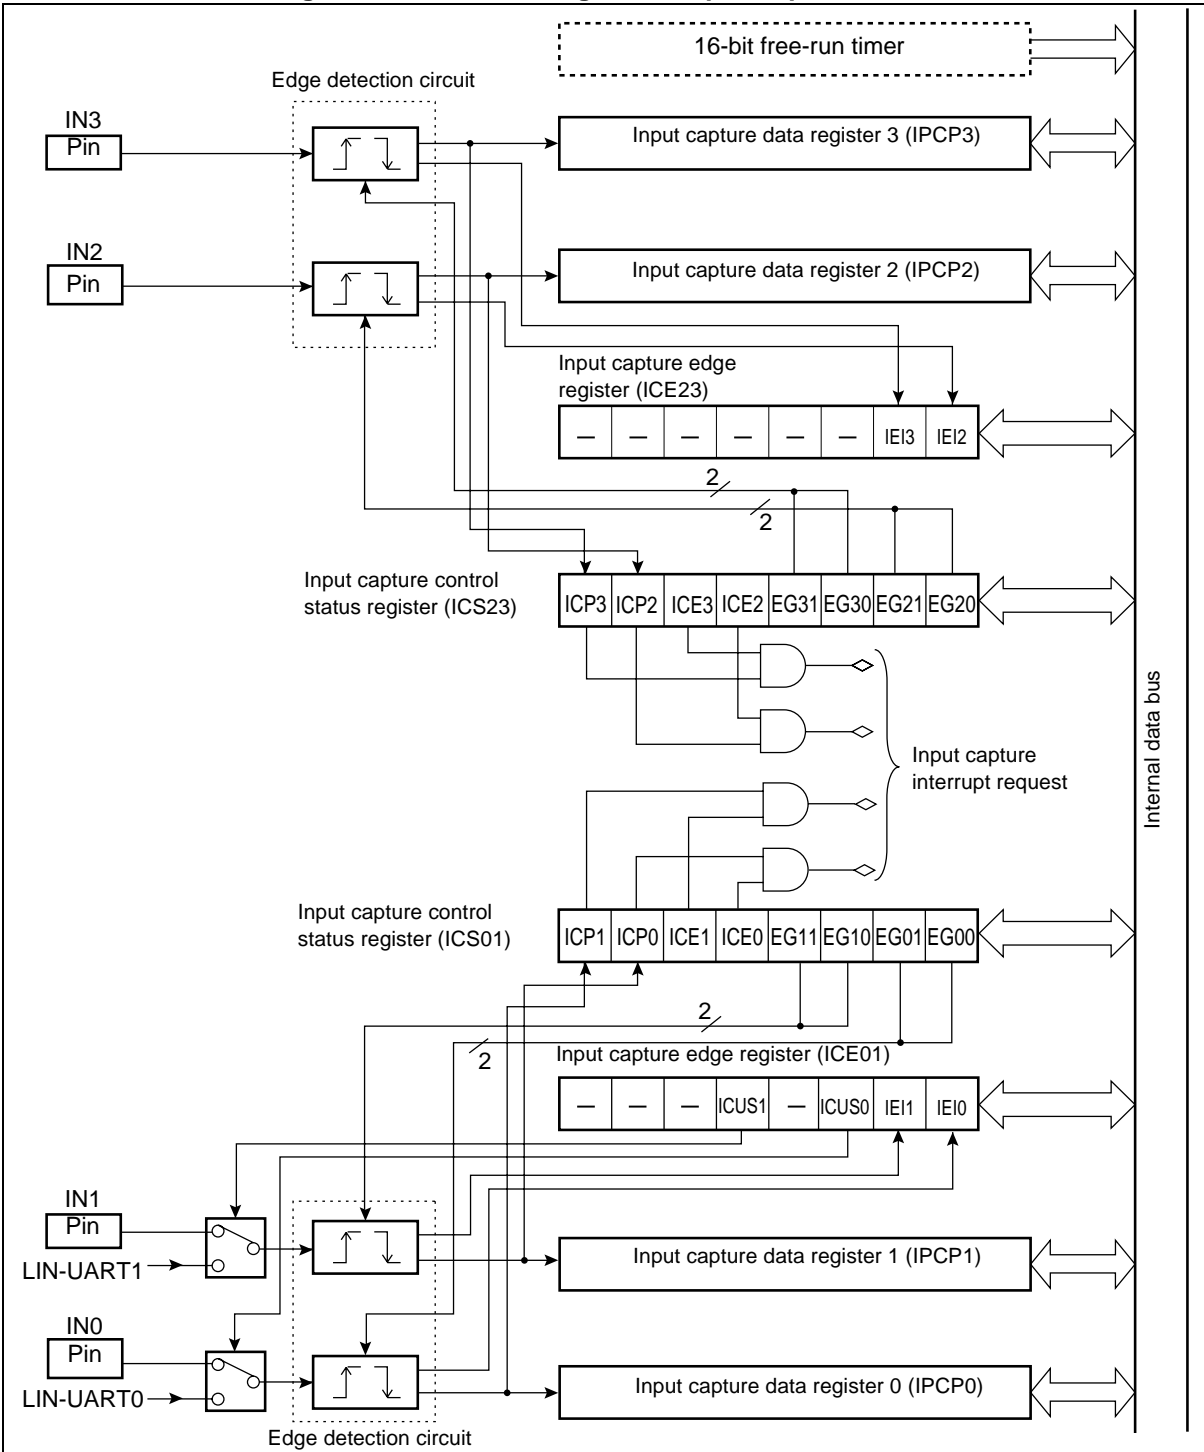 16-bit free-run timer
Edge detection circuit
IN3
Pin
Input capture data register 3 (IPCP3)
IN2
Pin
Input capture data register 2 (IPCP2)
Input capture edge
register (ICE23)
— — — — — — IEI3 IEI2
2
2
Input capture control
status register (ICS23)
ICP3 ICP2 ICE3 ICE2 EG31 EG30 EG21 EG20
Input capture
interrupt request
Internal data bus
Input capture control
status register (ICS01)
ICP1 ICP0 ICE1 ICE0 EG11 EG10 EG01 EG00
2
2
Input capture edge register (ICE01)
— — — ICUS1 — ICUS0 IEI1 IEI0
IN1
Pin
LIN-UART1
Input capture data register 1 (IPCP1)
IN0
Pin
LIN-UART0
Input capture data register 0 (IPCP0)
Edge detection circuit